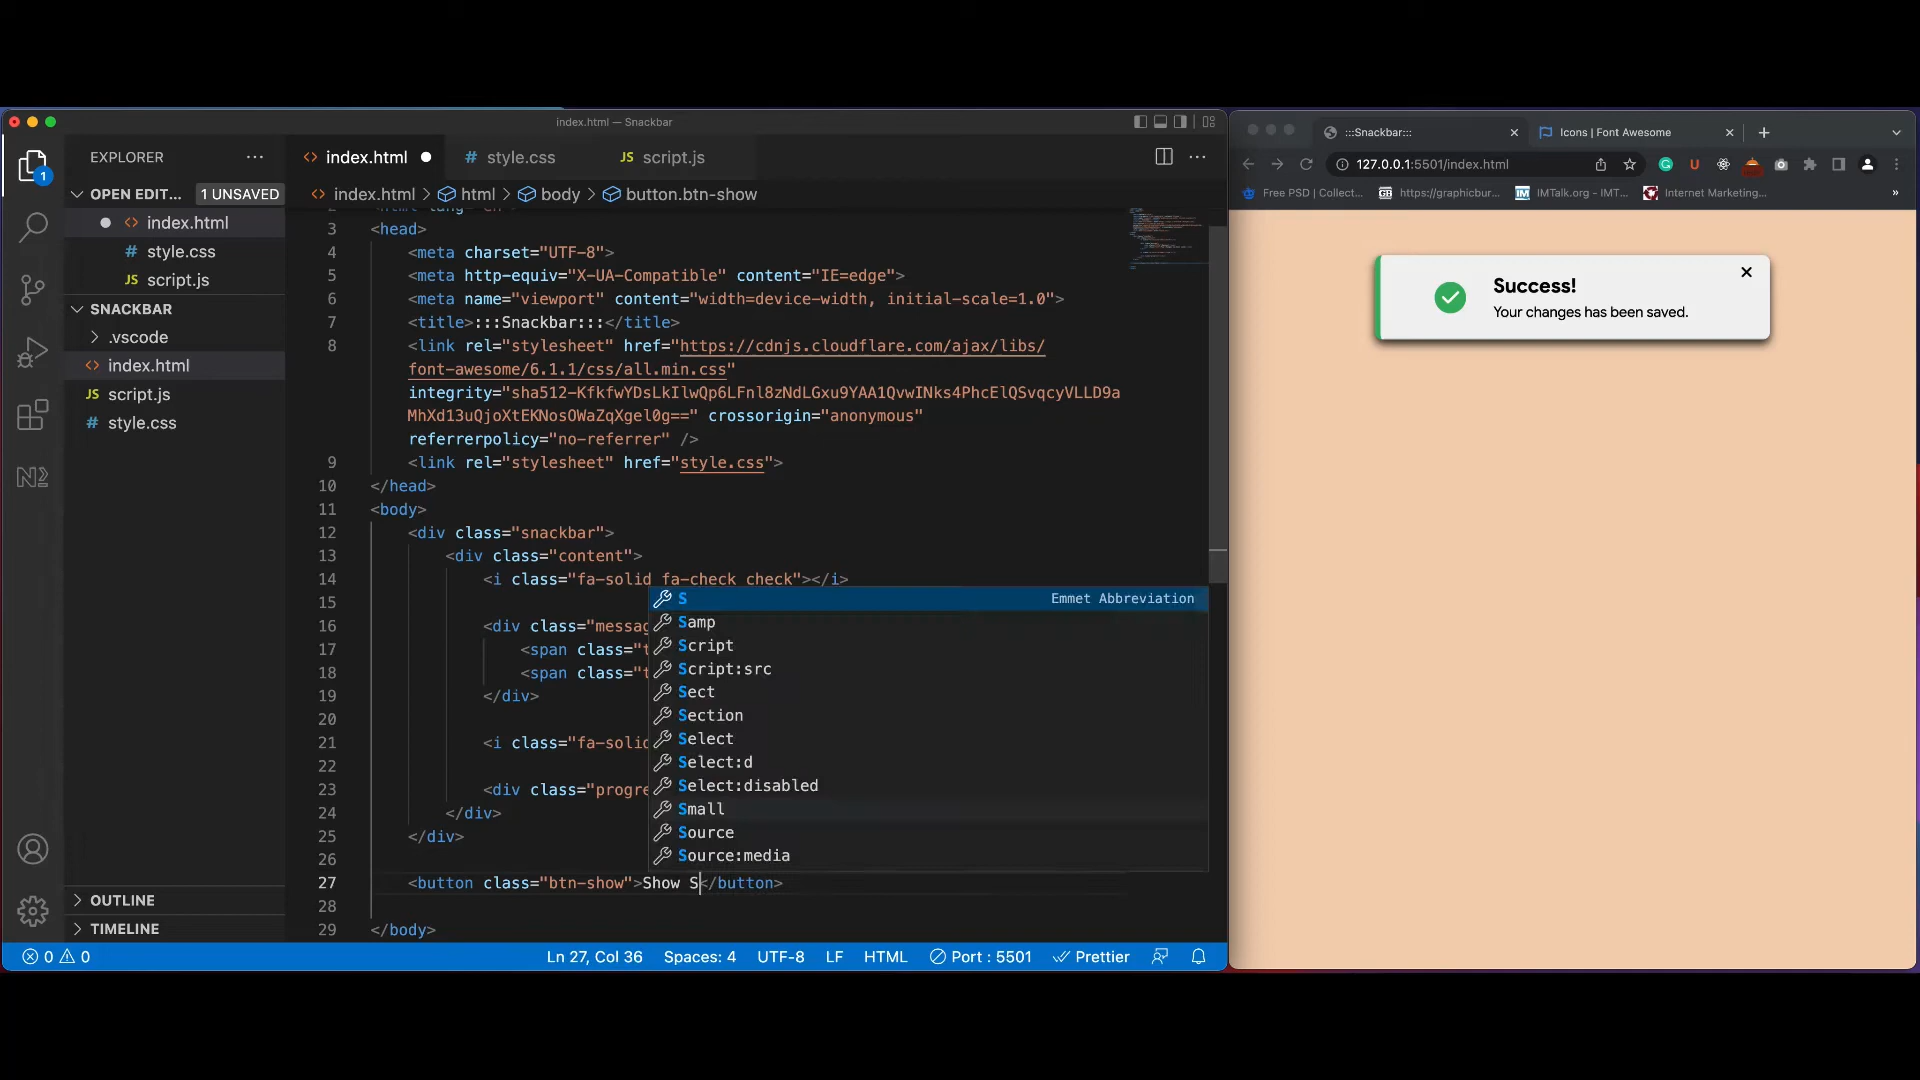 index.html — Snackbar
EXPLORER
OPEN EDIT... 1 UNSAVED
index.html
style.css
script.js
SNACKBAR
.vscode
index.html
script.js
style.css
OUTLINE
TIMELINE
1
index.html style.css script.js
index.html > html > body > button.btn-show
3 <head>
4 <meta charset="UTF-8">
5 <meta http-equiv="X-UA-Compatible" content="IE=edge">
6 <meta name="viewport" content="width=device-width, initial-scale=1.0">
7 <title>:::Snackbar:::</title>
8 <link rel="stylesheet" href="https://cdnjs.cloudflare.com/ajax/libs/
font-awesome/6.1.1/css/all.min.css"
integrity="sha512-KfkfwYDsLkIlwQp6LFnl8zNdLGxu9YAA1QvwINks4PhcElQSvqcyVLLD9a
MhXd13uQjoXtEKNosOWaZqXgel0g==" crossorigin="anonymous"
referrerpolicy="no-referrer" />
9 <link rel="stylesheet" href="style.css">
10 </head>
11 <body>
12 <div class="snackbar">
13 <div class="content">
14 <i class="fa-solid fa-check check"></i>
15
16 <div class="messag
17 <span class="t
18 <span class="t
19 </div>
20
21 <i class="fa-solid
22
23 <div class="progre
24 </div>
25 </div>
26
27 <button class="btn-show">Show S</button>
28
29 </body>
S Emmet Abbreviation
Samp
Script
Script:src
Sect
Section
Select
Select:d
Select:disabled
Small
Source
Source:media
0 0 Ln 27, Col 36 Spaces: 4 UTF-8 LF HTML Port : 5501 Prettier
:::Snackbar::: Icons | Font Awesome
127.0.0.1:5501/index.html
Free PSD | Collect... https://graphicbur... IMTalk.org - IMT... Internet Marketing...
Success!
Your changes has been saved.